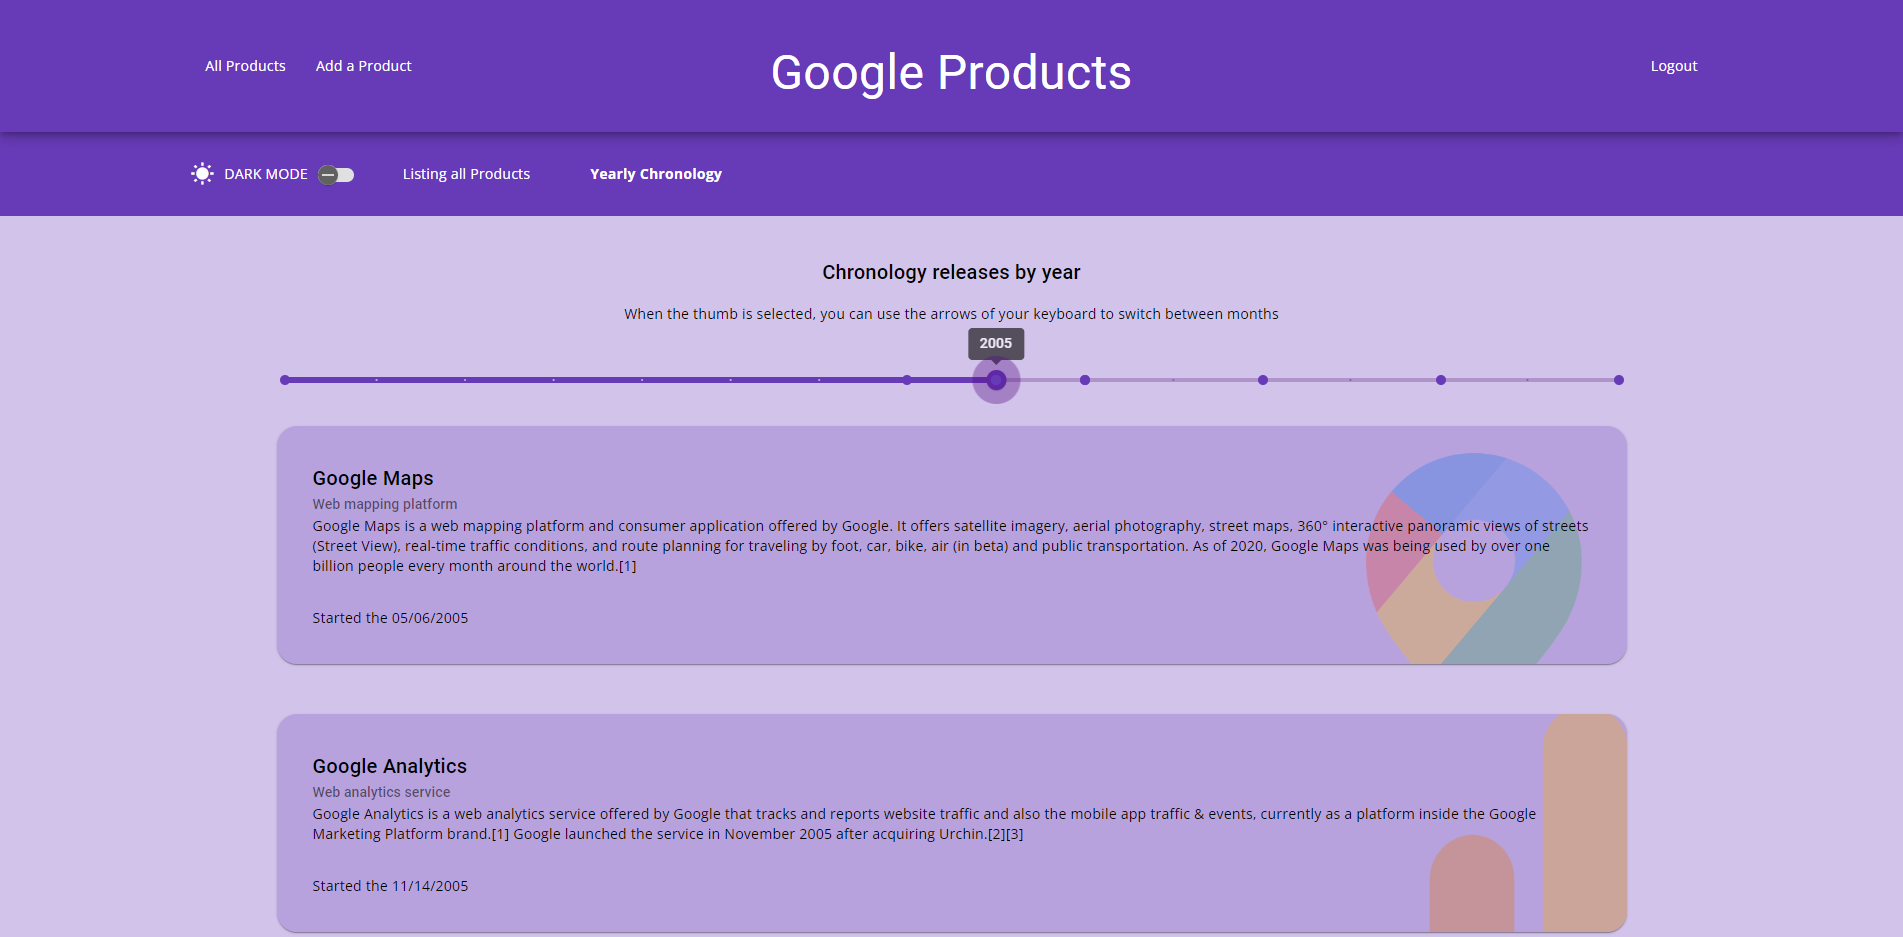 All Products
Add a Product
Google Products
Logout
DARK MODE
Listing all Products
Yearly Chronology
Chronology releases by year
When the thumb is selected, you can use the arrows of your keyboard to switch between months
2005
Google Maps
Web mapping platform
Google Maps is a web mapping platform and consumer application offered by Google. It offers satellite imagery, aerial photography, street maps, 360° interactive panoramic views of streets
(Street View), real-time traffic conditions, and route planning for traveling by foot, car, bike, air (in beta) and public transportation. As of 2020, Google Maps was being used by over one
billion people every month around the world.[1]
Started the 05/06/2005
Google Analytics
Web analytics service
Google Analytics is a web analytics service offered by Google that tracks and reports website traffic and also the mobile app traffic & events, currently as a platform inside the Google
Marketing Platform brand.[1] Google launched the service in November 2005 after acquiring Urchin.[2][3]
Started the 11/14/2005